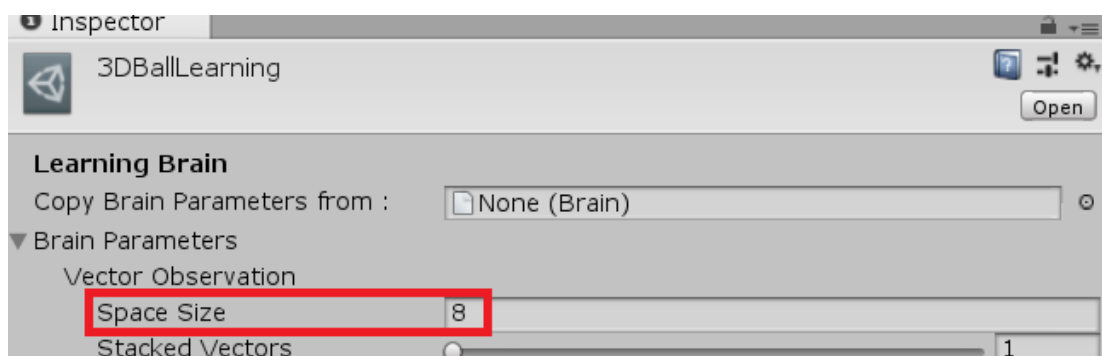 Inspector
3DBallLearning
Open
Learning Brain
Copy Brain Parameters from : None (Brain)
Brain Parameters
Vector Observation
Space Size 8
Stacked Vectors 1